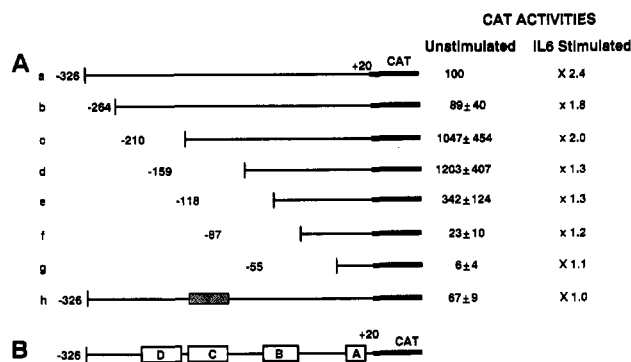 CAT ACTIVITIES
Unstimulated IL6 Stimulated
A
a -326 +20 CAT 100 X 2.4
b -264 89±40 x 1.8
c -210 1047±454 x 2.0
d -159 1203±407 x 1.3
e -118 342±124 x 1.3
f -87 23±10 x 1.2
g -55 6±4 X 1.1
h -326 67±9 X 1.0
B -326 D C B A +20 CAT